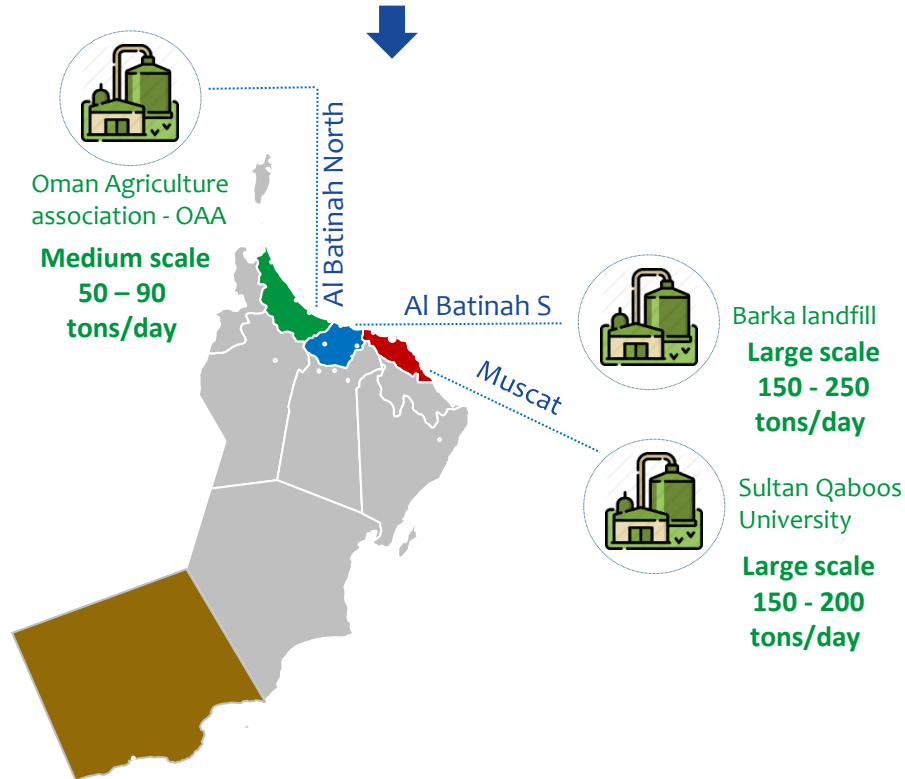 Oman Agriculture
association - OAA
Medium scale
50 – 90
tons/day
Al Batinah North
Al Batinah S
Muscat
Barka landfill
Large scale
150 - 250
tons/day
Sultan Qaboos
University
Large scale
150 - 200
tons/day